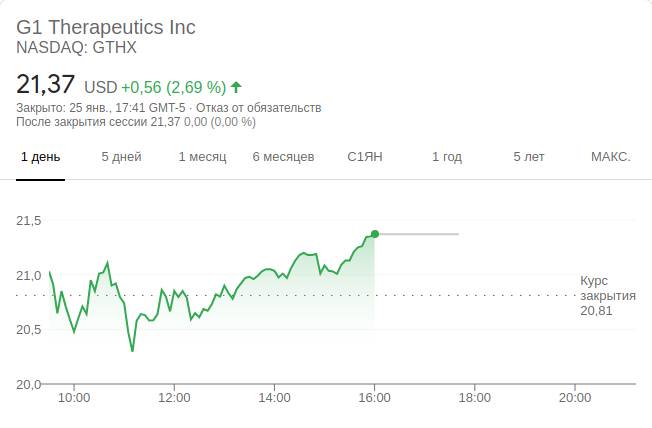 G1 Therapeutics Inc
NASDAQ: GTHX
21,37 USD +0,56 (2,69 %)
Закрыто: 25 янв., 17:41 GMT-5 · Отказ от обязательств
После закрытия сессии 21,37 0,00 (0,00 %)
1 день 5 дней 1 месяц 6 месяцев С1ЯН 1 год 5 лет МАКС.
21,5
21,0
Курс
закрытия
20,81
20,5
20,0
10:00 12:00 14:00 16:00 18:00 20:00